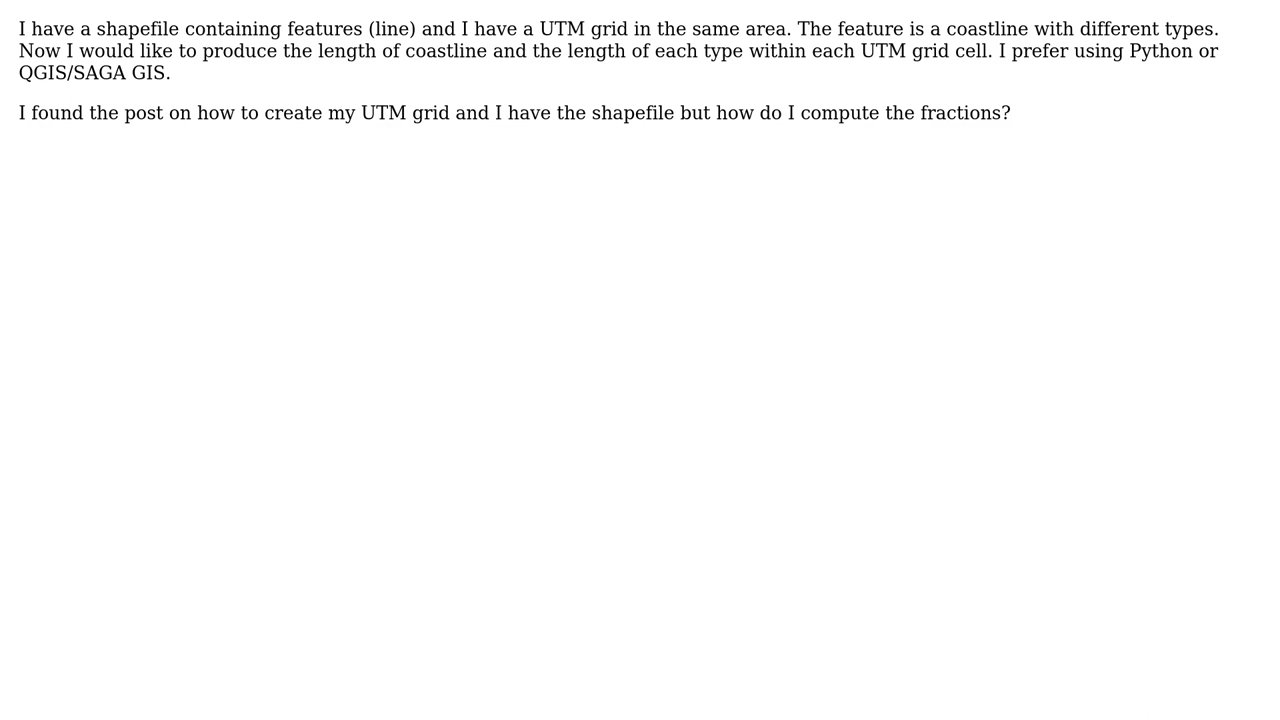 I have a shapefile containing features (line) and I have a UTM grid in the same area. The feature is a coastline with different types.
Now I would like to produce the length of coastline and the length of each type within each UTM grid cell. I prefer using Python or
QGIS/SAGA GIS.
I found the post on how to create my UTM grid and I have the shapefile but how do I compute the fractions?